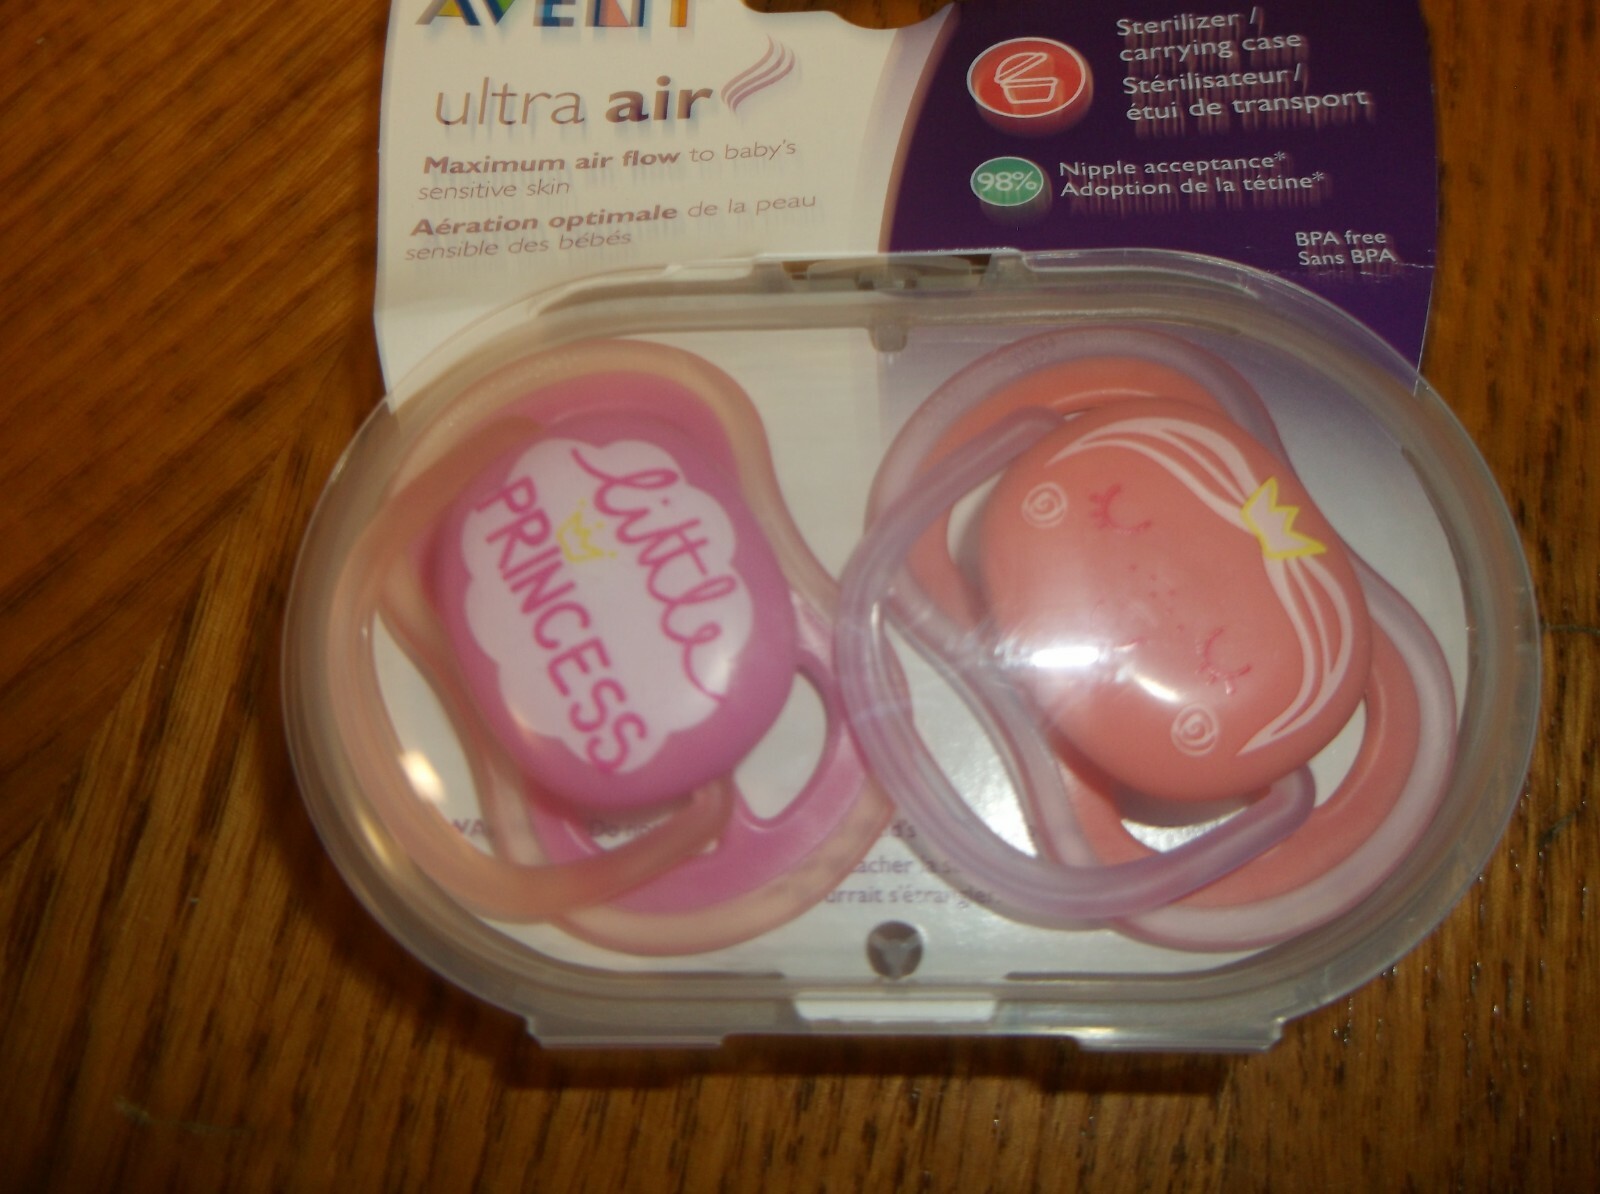 AVENT
ultra air
Maximum air flow to baby's
sensitive skin
Aération optimale de la peau
sensible des bébés
Sterilizer /
carrying case
Stérilisateur /
étui de transport
98%
Nipple acceptance*
Adoption de la tétine*
BPA free
Sans BPA
little
PRINCESS
s'étrangler